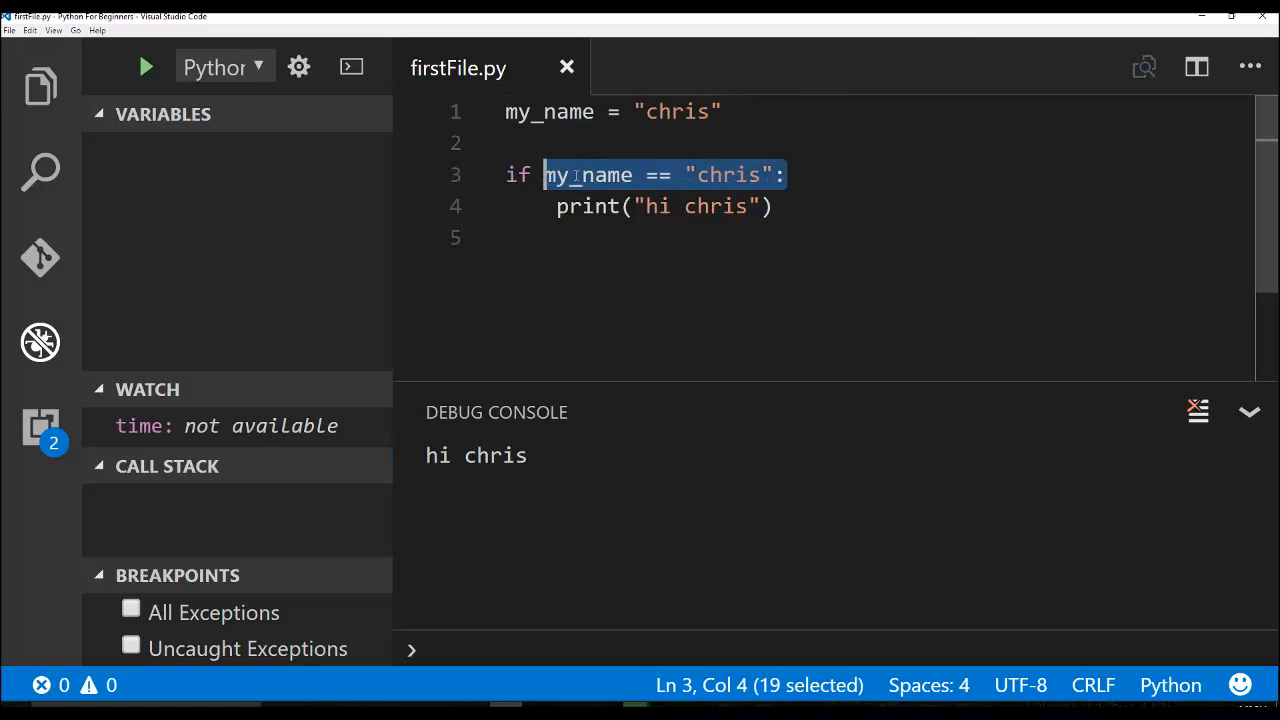 firstFile.py - Python For Beginners - Visual Studio Code
File Edit View Go Help
Python
firstFile.py
VARIABLES
1 my_name = "chris"
2
3 if my_name == "chris":
4 print("hi chris")
5
WATCH
time: not available
CALL STACK
DEBUG CONSOLE
hi chris
2
BREAKPOINTS
All Exceptions
Uncaught Exceptions
0 0 Ln 3, Col 4 (19 selected) Spaces: 4 UTF-8 CRLF Python